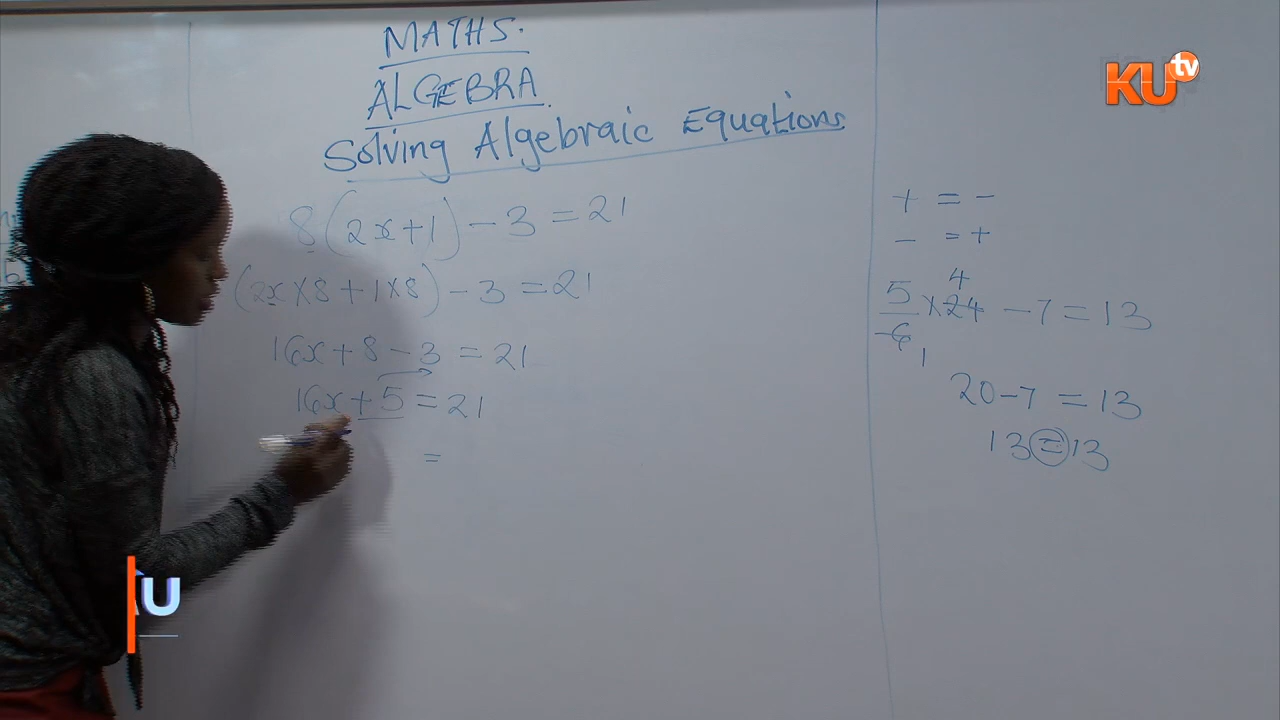 MATHS.
ALGEBRA.
Solving Algebraic Equations
8(2x+1) - 3 = 21
(2x×8+1×8) - 3 = 21
16x + 8 - 3 = 21
16x + 5 = 21
=
+ = -
- = +
4
5/6 × 24 - 7 = 13
1
20 - 7 = 13
13 = 13
KU tv
U